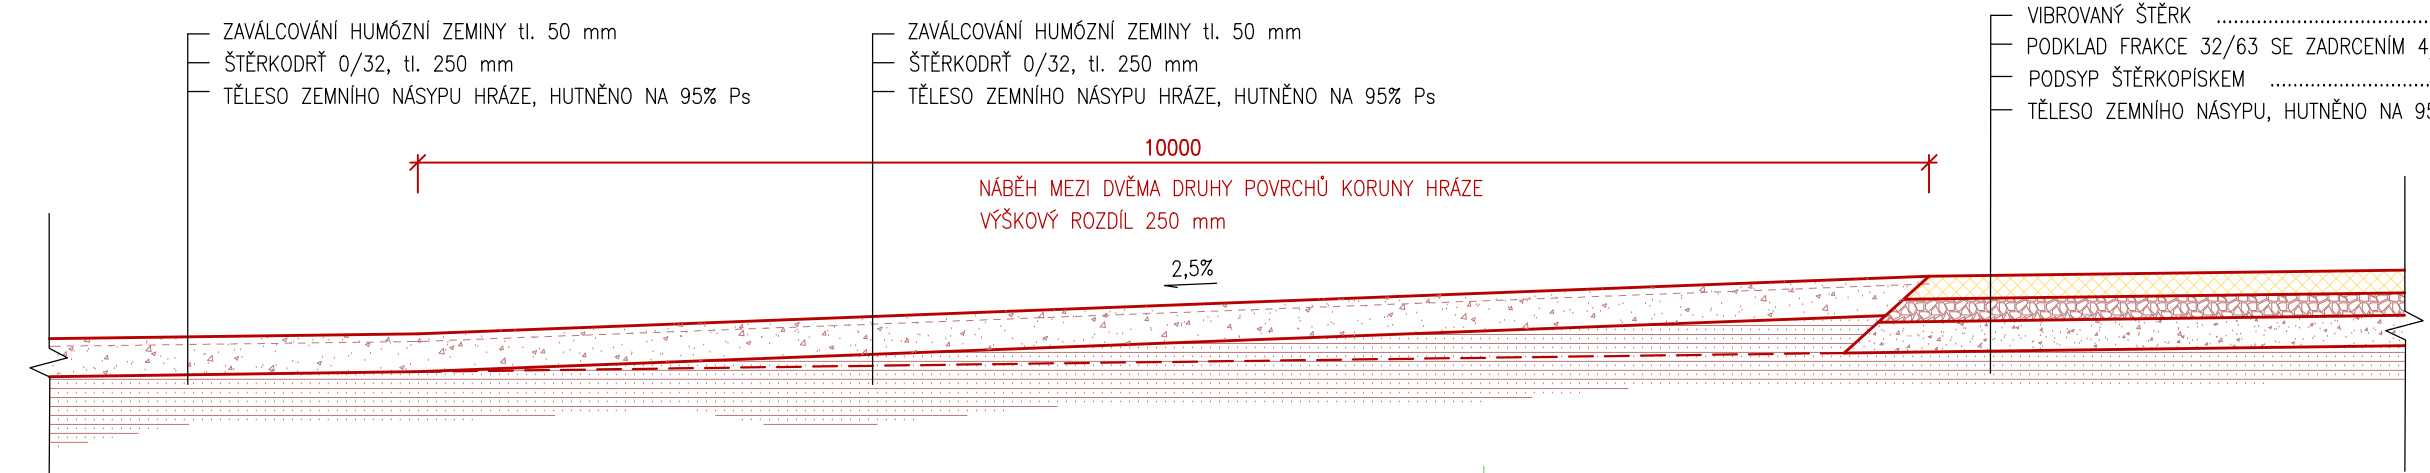 ZAVÁLCOVÁNÍ HUMÓZNÍ ZEMINY tl. 50 mm
ŠTĚRKODRŤ 0/32, tl. 250 mm
TĚLESO ZEMNÍHO NÁSYPU HRÁZE, HUTNĚNO NA 95% Ps
ZAVÁLCOVÁNÍ HUMÓZNÍ ZEMINY tl. 50 mm
ŠTĚRKODRŤ 0/32, tl. 250 mm
TĚLESO ZEMNÍHO NÁSYPU HRÁZE, HUTNĚNO NA 95% Ps
VIBROVANÝ ŠTĚRK ......................................
PODKLAD FRAKCE 32/63 SE ZADRCENÍM 4
PODSYP ŠTĚRKOPÍSKEM .............................
TĚLESO ZEMNÍHO NÁSYPU, HUTNĚNO NA 95
10000
NÁBĚH MEZI DVĚMA DRUHY POVRCHŮ KORUNY HRÁZE
VÝŠKOVÝ ROZDÍL 250 mm
2,5%